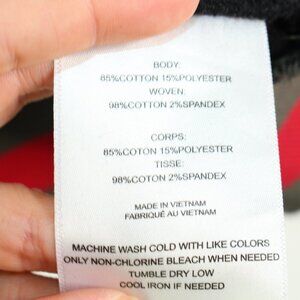 BODY:
85%COTTON 15%POLYESTER
WOVEN:
98%COTTON 2%SPANDEX
CORPS:
85%COTON 15%POLYESTER
TISSE:
98%COTON 2%SPANDEX
MADE IN VIETNAM
FABRIQUÉ AU VIETNAM
MACHINE WASH COLD WITH LIKE COLORS
ONLY NON-CHLORINE BLEACH WHEN NEEDED
TUMBLE DRY LOW
COOL IRON IF NEEDED